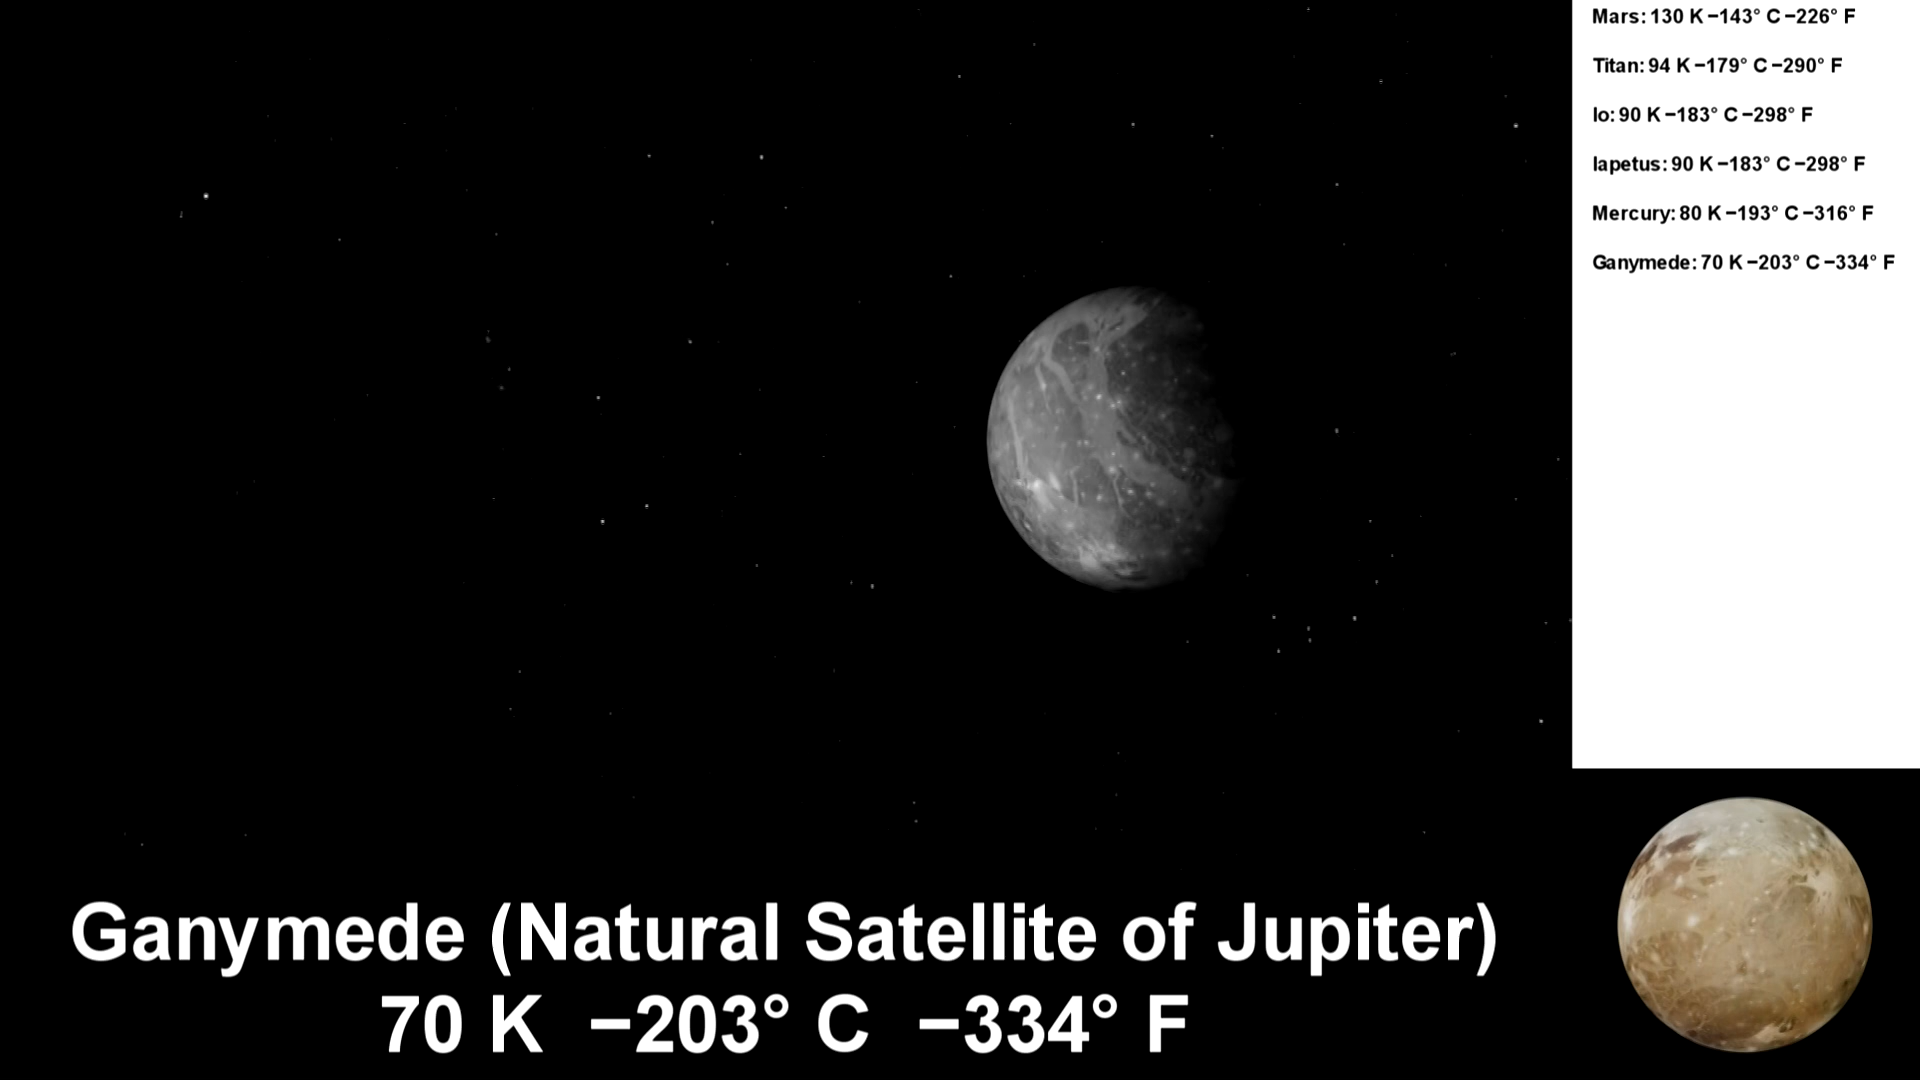 Mars: 130 K −143° C −226° F
Titan: 94 K −179° C −290° F
Io: 90 K −183° C −298° F
Iapetus: 90 K −183° C −298° F
Mercury: 80 K −193° C −316° F
Ganymede: 70 K −203° C −334° F
Ganymede (Natural Satellite of Jupiter)
70 K −203° C −334° F